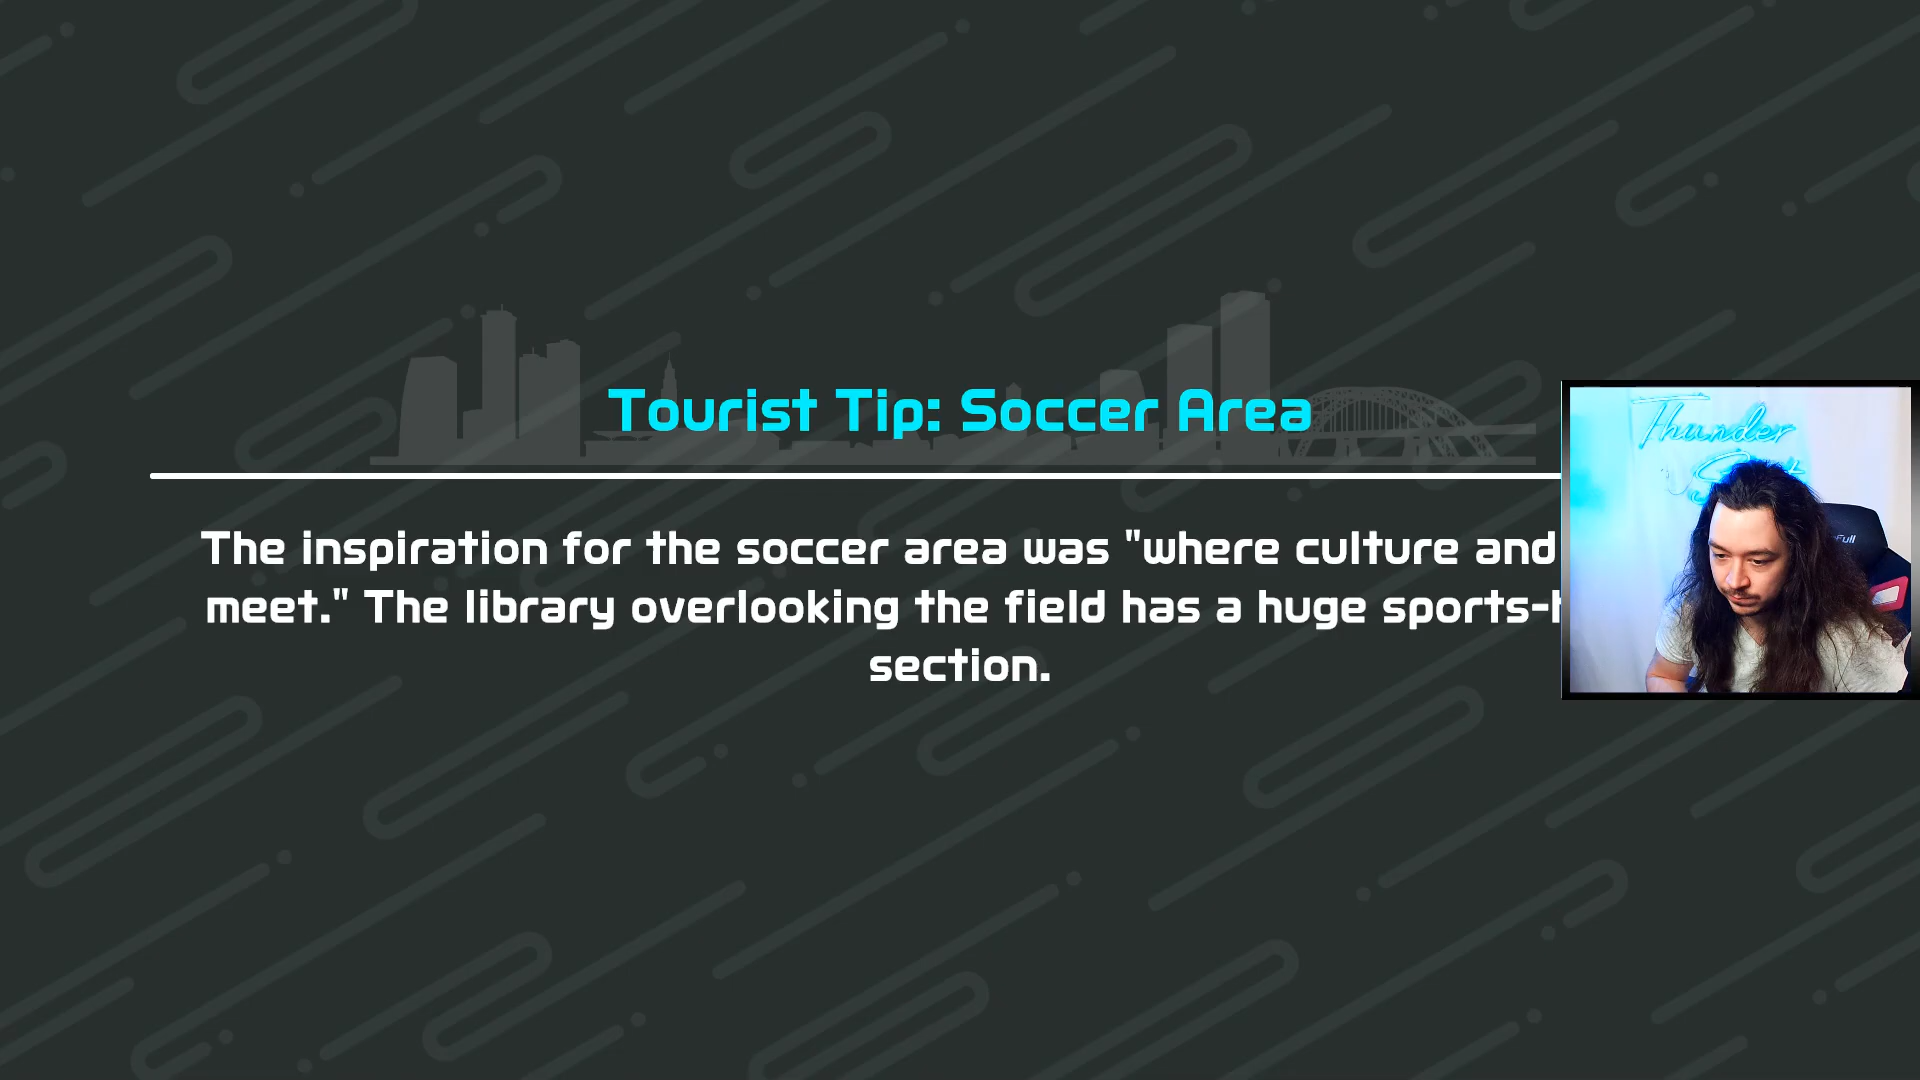 Tourist Tip: Soccer Area
The inspiration for the soccer area was "where culture and
meet." The library overlooking the field has a huge
section.
Thunder